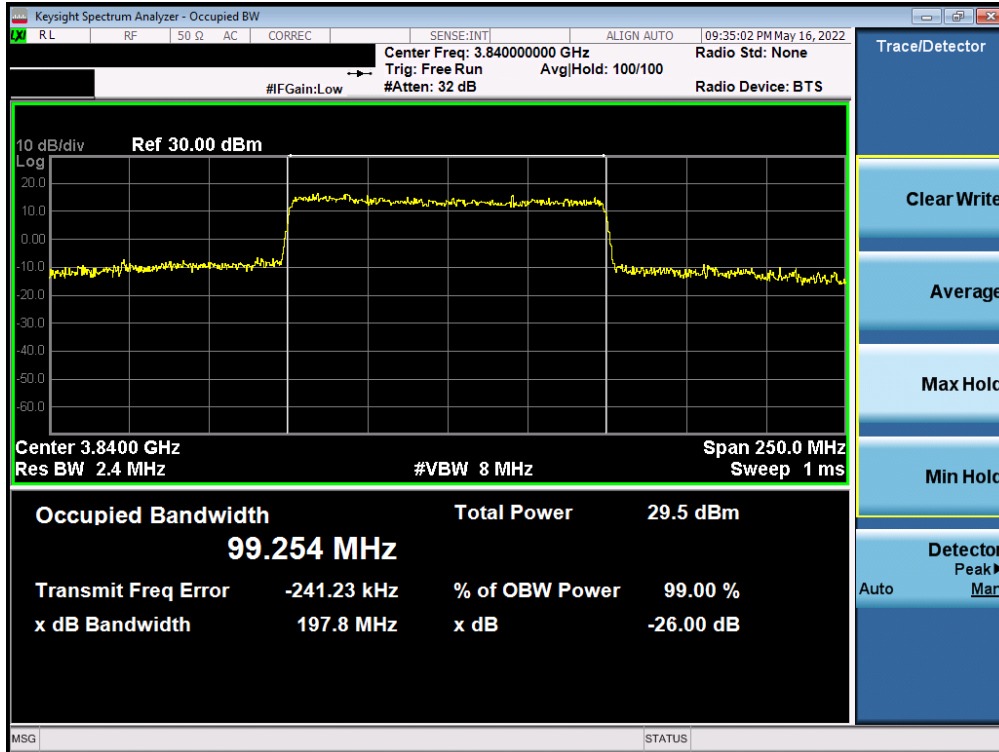 Keysight Spectrum Analyzer - Occupied BW
LXI RL RF 50 Ω AC CORREC SENSE:INT ALIGN AUTO 09:35:02 PM May 16, 2022
Center Freq: 3.840000000 GHz Radio Std: None
Trig: Free Run Avg|Hold: 100/100
#IFGain:Low #Atten: 32 dB Radio Device: BTS
Trace/Detector
10 dB/div Ref 30.00 dBm
Log
20.0
10.0
0.00
-10.0
-20.0
-30.0
-40.0
-50.0
-60.0
Center 3.8400 GHz Span 250.0 MHz
Res BW 2.4 MHz #VBW 8 MHz Sweep 1 ms
Occupied Bandwidth Total Power 29.5 dBm
99.254 MHz
Transmit Freq Error -241.23 kHz % of OBW Power 99.00 %
x dB Bandwidth 197.8 MHz x dB -26.00 dB
Clear Write
Average
Max Hold
Min Hold
Detector
Peak
Auto Man
MSG STATUS